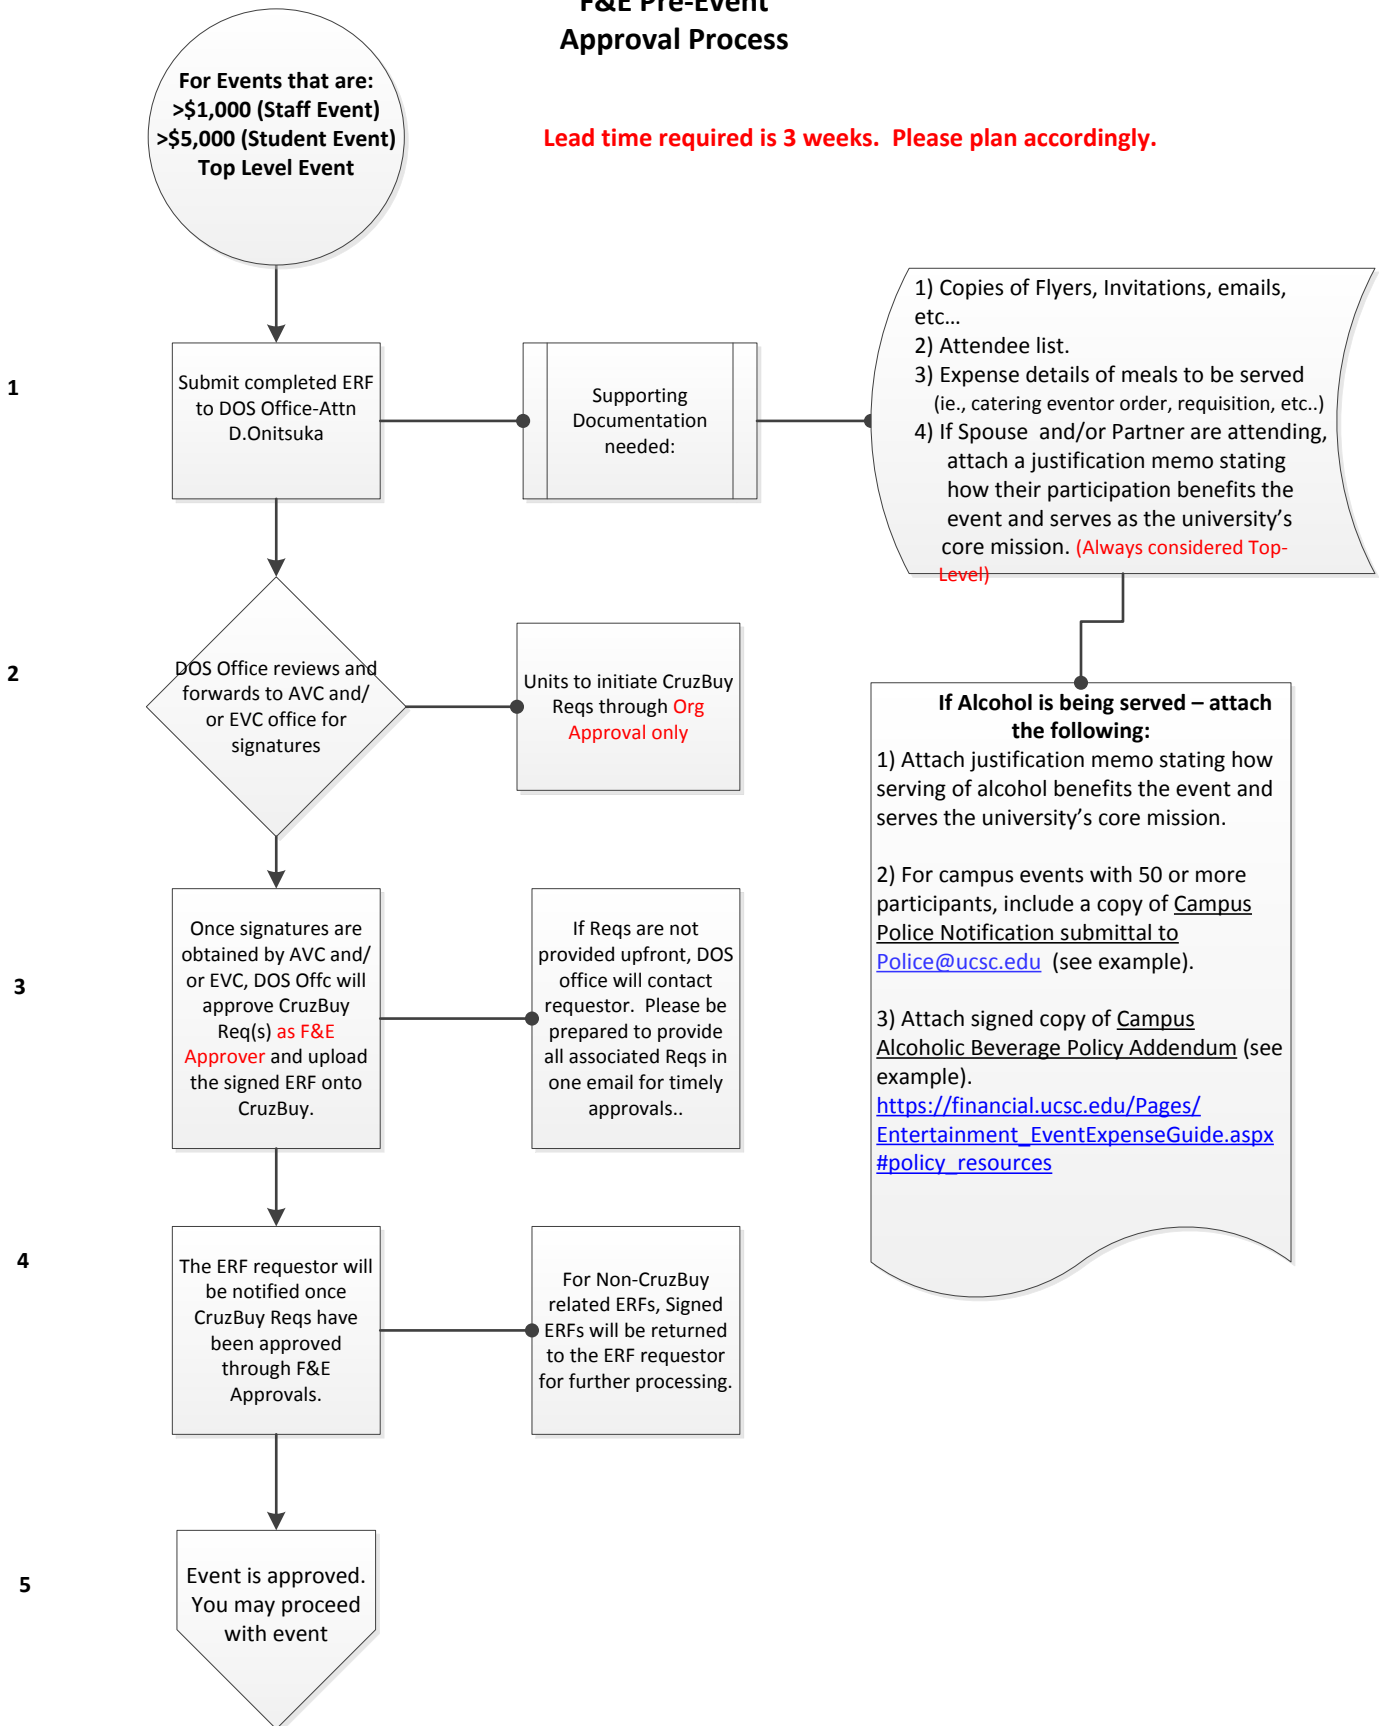 F&E Pre-Event
Approval Process
For Events that are:
>$1,000 (Staff Event)
>$5,000 (Student Event)
Top Level Event
Lead time required is 3 weeks.  Please plan accordingly.
1
Submit completed ERF
to DOS Office-Attn
D.Onitsuka
Supporting
Documentation
needed:
1) Copies of Flyers, Invitations, emails,
etc…
2) Attendee list.
3) Expense details of meals to be served
(ie., catering eventor order, requisition, etc..)
4) If Spouse  and/or Partner are attending,
attach a justification memo stating
how their participation benefits the
event and serves as the university’s
core mission. (Always considered Top-
Level)
2
DOS Office reviews and
forwards to AVC and/
or EVC office for
signatures
Units to initiate CruzBuy
Reqs through Org
Approval only
If Alcohol is being served – attach
the following:
1) Attach justification memo stating how
serving of alcohol benefits the event and
serves the university’s core mission.
2) For campus events with 50 or more
participants, include a copy of Campus
Police Notification submittal to
Police@ucsc.edu  (see example).
3) Attach signed copy of Campus
Alcoholic Beverage Policy Addendum (see
example).
https://financial.ucsc.edu/Pages/
Entertainment_EventExpenseGuide.aspx
#policy_resources
3
Once signatures are
obtained by AVC and/
or EVC, DOS Offc will
approve CruzBuy
Req(s) as F&E
Approver and upload
the signed ERF onto
CruzBuy.
If Reqs are not
provided upfront, DOS
office will contact
requestor.  Please be
prepared to provide
all associated Reqs in
one email for timely
approvals..
4
The ERF requestor will
be notified once
CruzBuy Reqs have
been approved
through F&E
Approvals.
For Non-CruzBuy
related ERFs, Signed
ERFs will be returned
to the ERF requestor
for further processing.
5
Event is approved.
You may proceed
with event